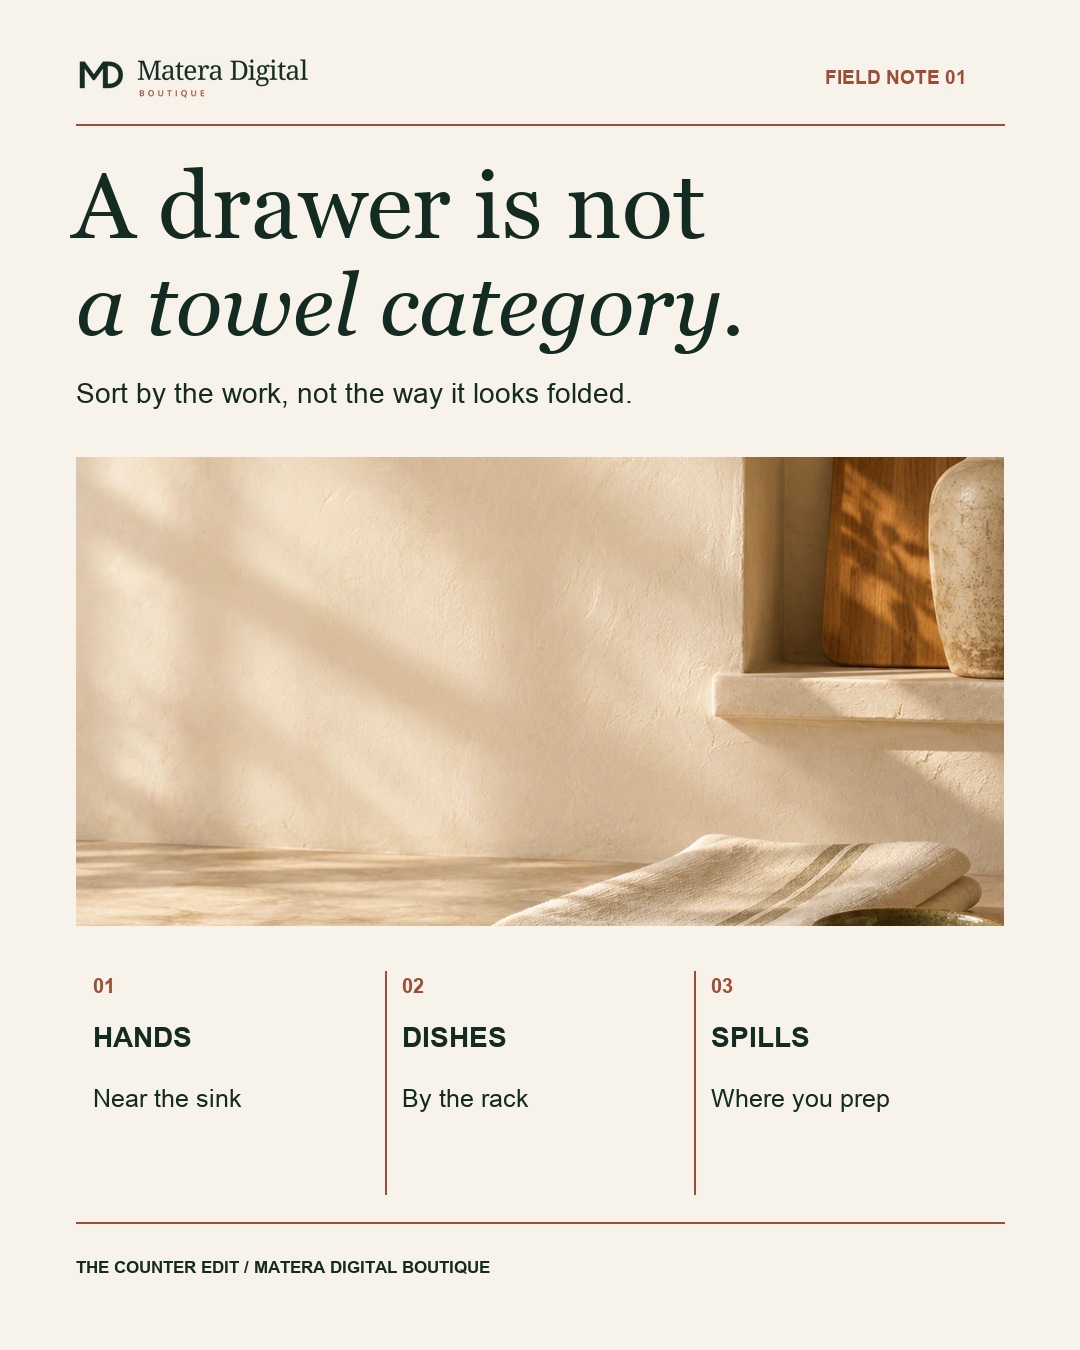 MD Matera Digital
BOUTIQUE
FIELD NOTE 01
A drawer is not
a towel category.
Sort by the work, not the way it looks folded.
01
HANDS
Near the sink
02
DISHES
By the rack
03
SPILLS
Where you prep
THE COUNTER EDIT / MATERA DIGITAL BOUTIQUE